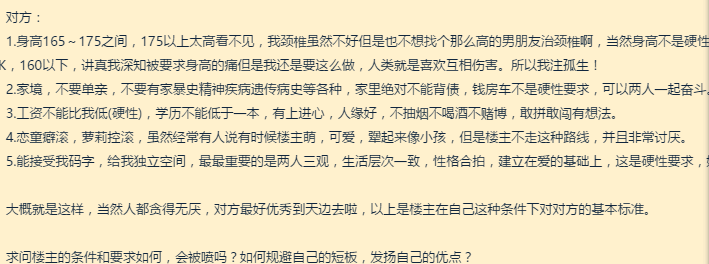 对方：
1.身高165～175之间，175以上太高看不见，我颈椎虽然不好但是也不想找个那么高的男朋友治颈椎啊，当然身高不是硬性
K，160以下，讲真我深知被要求身高的痛但是我还是要这么做，人类就是喜欢互相伤害。所以我注孤生！
2.家境，不要单亲，不要有家暴史精神疾病遗传病史等各种，家里绝对不能背债，钱房车不是硬性要求，可以两人一起奋斗。
3.工资不能比我低(硬性)，学历不能低于一本，有上进心，人缘好，不抽烟不喝酒不赌博，敢拼敢闯有想法。
4.恋童癖滚，萝莉控滚，虽然经常有人说有时候楼主萌，可爱，犟起来像小孩，但是楼主不走这种路线，并且非常讨厌。
5.能接受我码字，给我独立空间，最最重要的是两人三观，生活层次一致，性格合拍，建立在爱的基础上，这是硬性要求，
大概就是这样，当然人都贪得无厌，对方最好优秀到天边去啦，以上是楼主在自己这种条件下对对方的基本标准。
求问楼主的条件和要求如何，会被喷吗？如何规避自己的短板，发扬自己的优点？